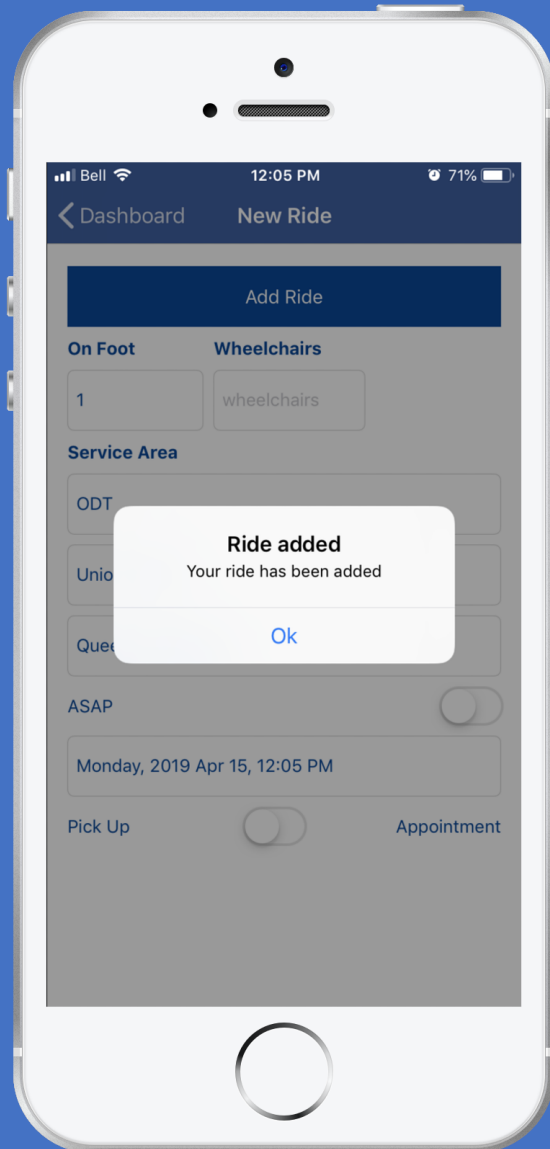 Bell 12:05 PM 71%
Dashboard New Ride
Add Ride
On Foot Wheelchairs
1 wheelchairs
Service Area
ODT
Ride added
Your ride has been added
Ok
ASAP
Monday, 2019 Apr 15, 12:05 PM
Pick Up Appointment